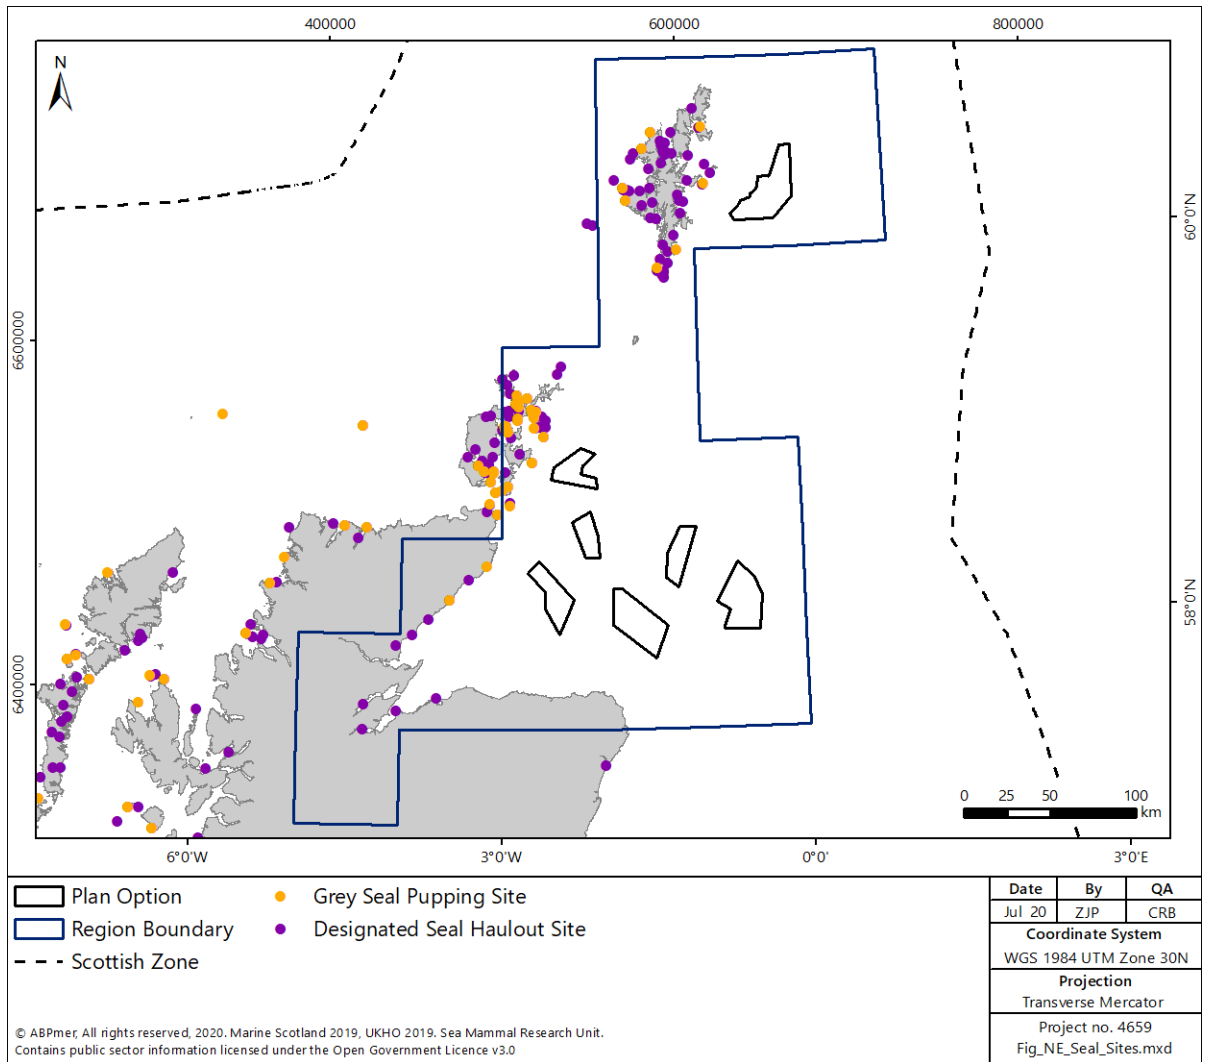 400000
600000
800000
N
60°0'N
6600000
58°0'N
6400000
0 25 50 100
km
6°0'W
3°0'W
0°0'
3°0'E
Plan Option
Grey Seal Pupping Site
Region Boundary
Designated Seal Haulout Site
Scottish Zone
Date By QA
Jul 20 ZJP CRB
Coordinate System
WGS 1984 UTM Zone 30N
Projection
Transverse Mercator
Project no. 4659
Fig_NE_Seal_Sites.mxd
© ABPmer, All rights reserved, 2020. Marine Scotland 2019, UKHO 2019. Sea Mammal Research Unit.
Contains public sector information licensed under the Open Government Licence v3.0